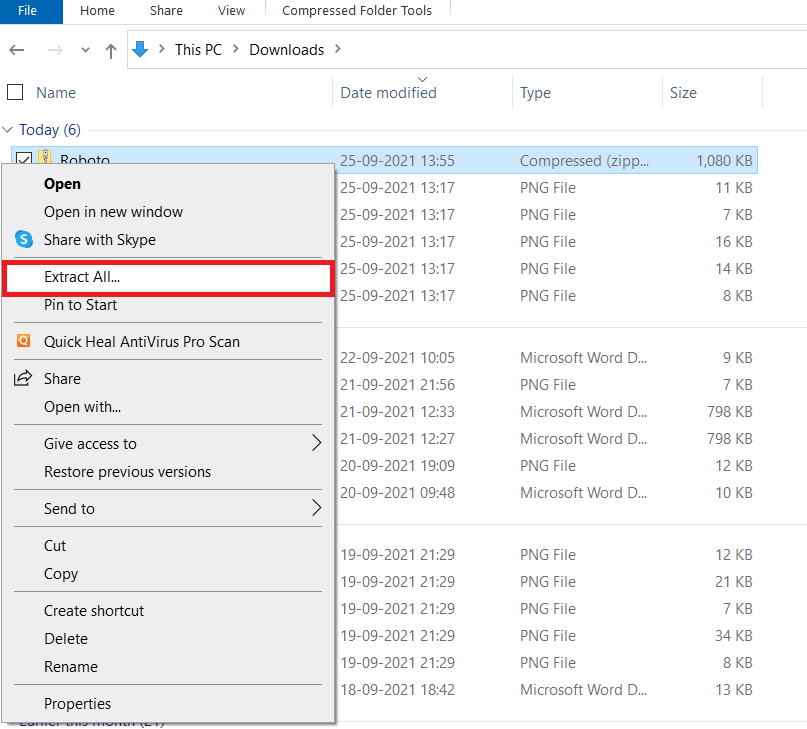 File Home Share View Compressed Folder Tools
This PC Downloads
Name Date modified Type Size
Today (6)
Roboto 25-09-2021 13:55 Compressed (zipp... 1,080 KB
Open
Open in new window
Share with Skype
Extract All...
Pin to Start
Quick Heal AntiVirus Pro Scan
Share
Open with...
Give access to
Restore previous versions
Send to
Cut
Copy
Create shortcut
Delete
Rename
Properties
25-09-2021 13:17 PNG File 11 KB
25-09-2021 13:17 PNG File 7 KB
25-09-2021 13:17 PNG File 16 KB
25-09-2021 13:17 PNG File 14 KB
25-09-2021 13:17 PNG File 8 KB
22-09-2021 10:05 Microsoft Word D... 9 KB
21-09-2021 21:56 PNG File 7 KB
21-09-2021 12:33 Microsoft Word D... 798 KB
21-09-2021 12:27 Microsoft Word D... 798 KB
20-09-2021 19:09 PNG File 12 KB
20-09-2021 09:48 Microsoft Word D... 10 KB
19-09-2021 21:29 PNG File 12 KB
19-09-2021 21:29 PNG File 21 KB
19-09-2021 21:29 PNG File 7 KB
19-09-2021 21:29 PNG File 34 KB
19-09-2021 21:29 PNG File 8 KB
18-09-2021 18:42 Microsoft Word D... 13 KB
Earlier this month (21)